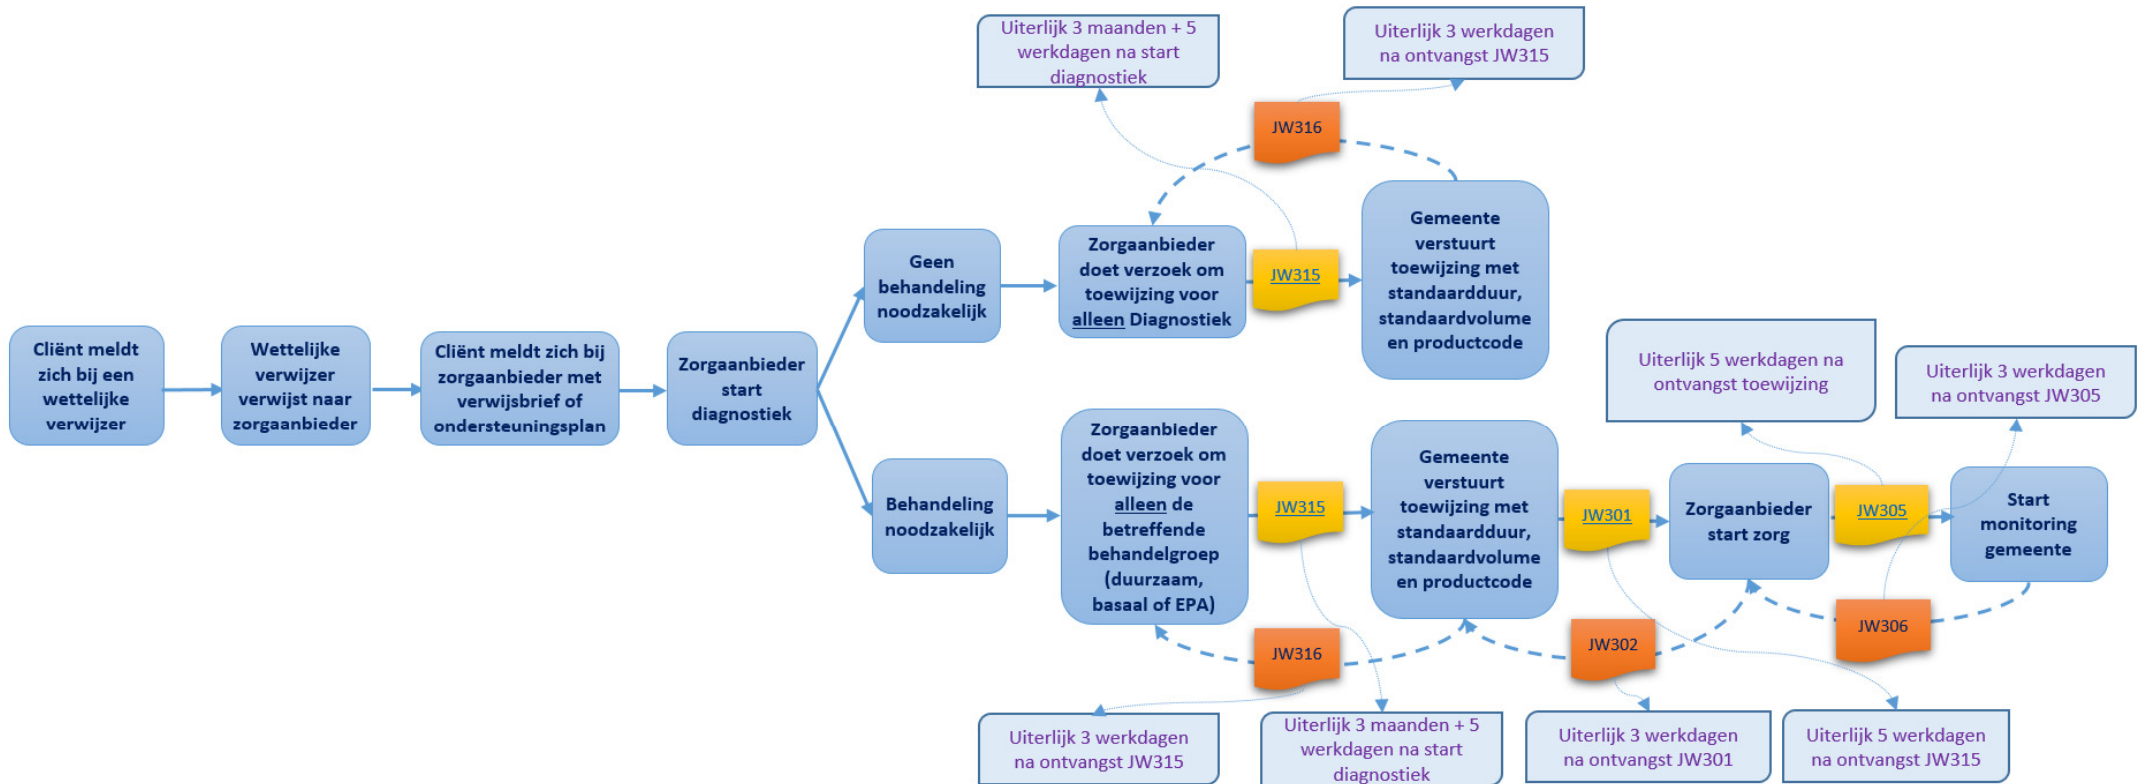 Uiterlijk 3 maanden + 5
werkdagen na start
diagnostiek
Uiterlijk 3 werkdagen
na ontvangst JW315
JW316
Cliënt meldt
zich bij een
wettelijke
verwijzer
Wettelijke
verwijzer
verwijst naar
zorgaanbieder
Cliënt meldt zich bij
zorgaanbieder met
verwijsbrief of
ondersteuningsplan
Zorgaanbieder
start
diagnostiek
Geen
behandeling
noodzakelijk
Zorgaanbieder
doet verzoek om
toewijzing voor
alleen Diagnostiek
JW315
Gemeente
verstuurt
toewijzing met
standaardduur,
standaardvolume
en productcode
Behandeling
noodzakelijk
Zorgaanbieder
doet verzoek om
toewijzing voor
alleen de
betreffende
behandelgroep
(duurzaam,
basaal of EPA)
JW315
Gemeente
verstuurt
toewijzing met
standaardduur,
standaardvolume
en productcode
JW301
Zorgaanbieder
start zorg
JW305
Start
monitoring
gemeente
Uiterlijk 5 werkdagen na
ontvangst toewijzing
Uiterlijk 3 werkdagen
na ontvangst JW305
JW316
JW302
JW306
Uiterlijk 3 werkdagen
na ontvangst JW315
Uiterlijk 3 maanden + 5
werkdagen na start
diagnostiek
Uiterlijk 3 werkdagen
na ontvangst JW301
Uiterlijk 5 werkdagen
na ontvangst JW315